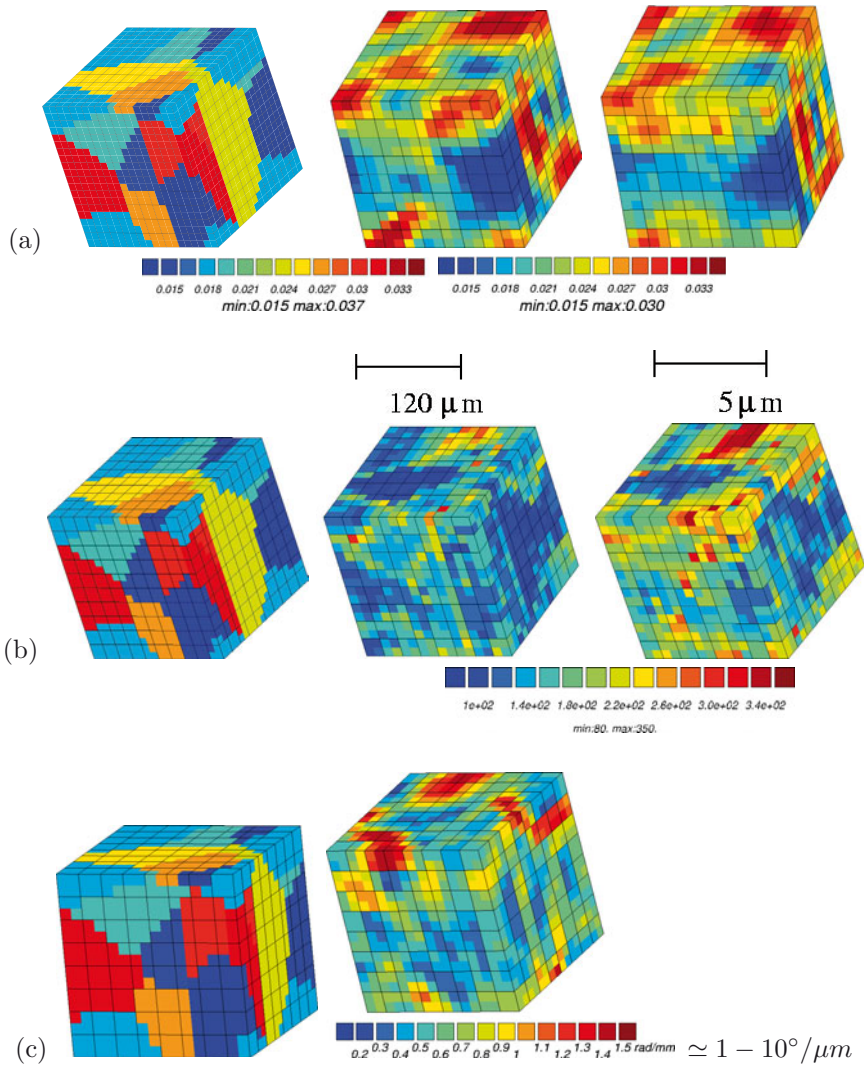 (a)
0.015 0.018 0.021 0.024 0.027 0.03 0.033
min:0.015 max:0.037
0.015 0.018 0.021 0.024 0.027 0.03 0.033
min:0.015 max:0.030
120 μm
5 μm
(b)
1e+02 1.4e+02 1.8e+02 2.2e+02 2.6e+02 3.0e+02 3.4e+02
min:80. max:350.
(c)
0.2 0.3 0.4 0.5 0.6 0.7 0.8 0.9 1 1.1 1.2 1.3 1.4 1.5 rad/mm
≃ 1 − 10°/μm